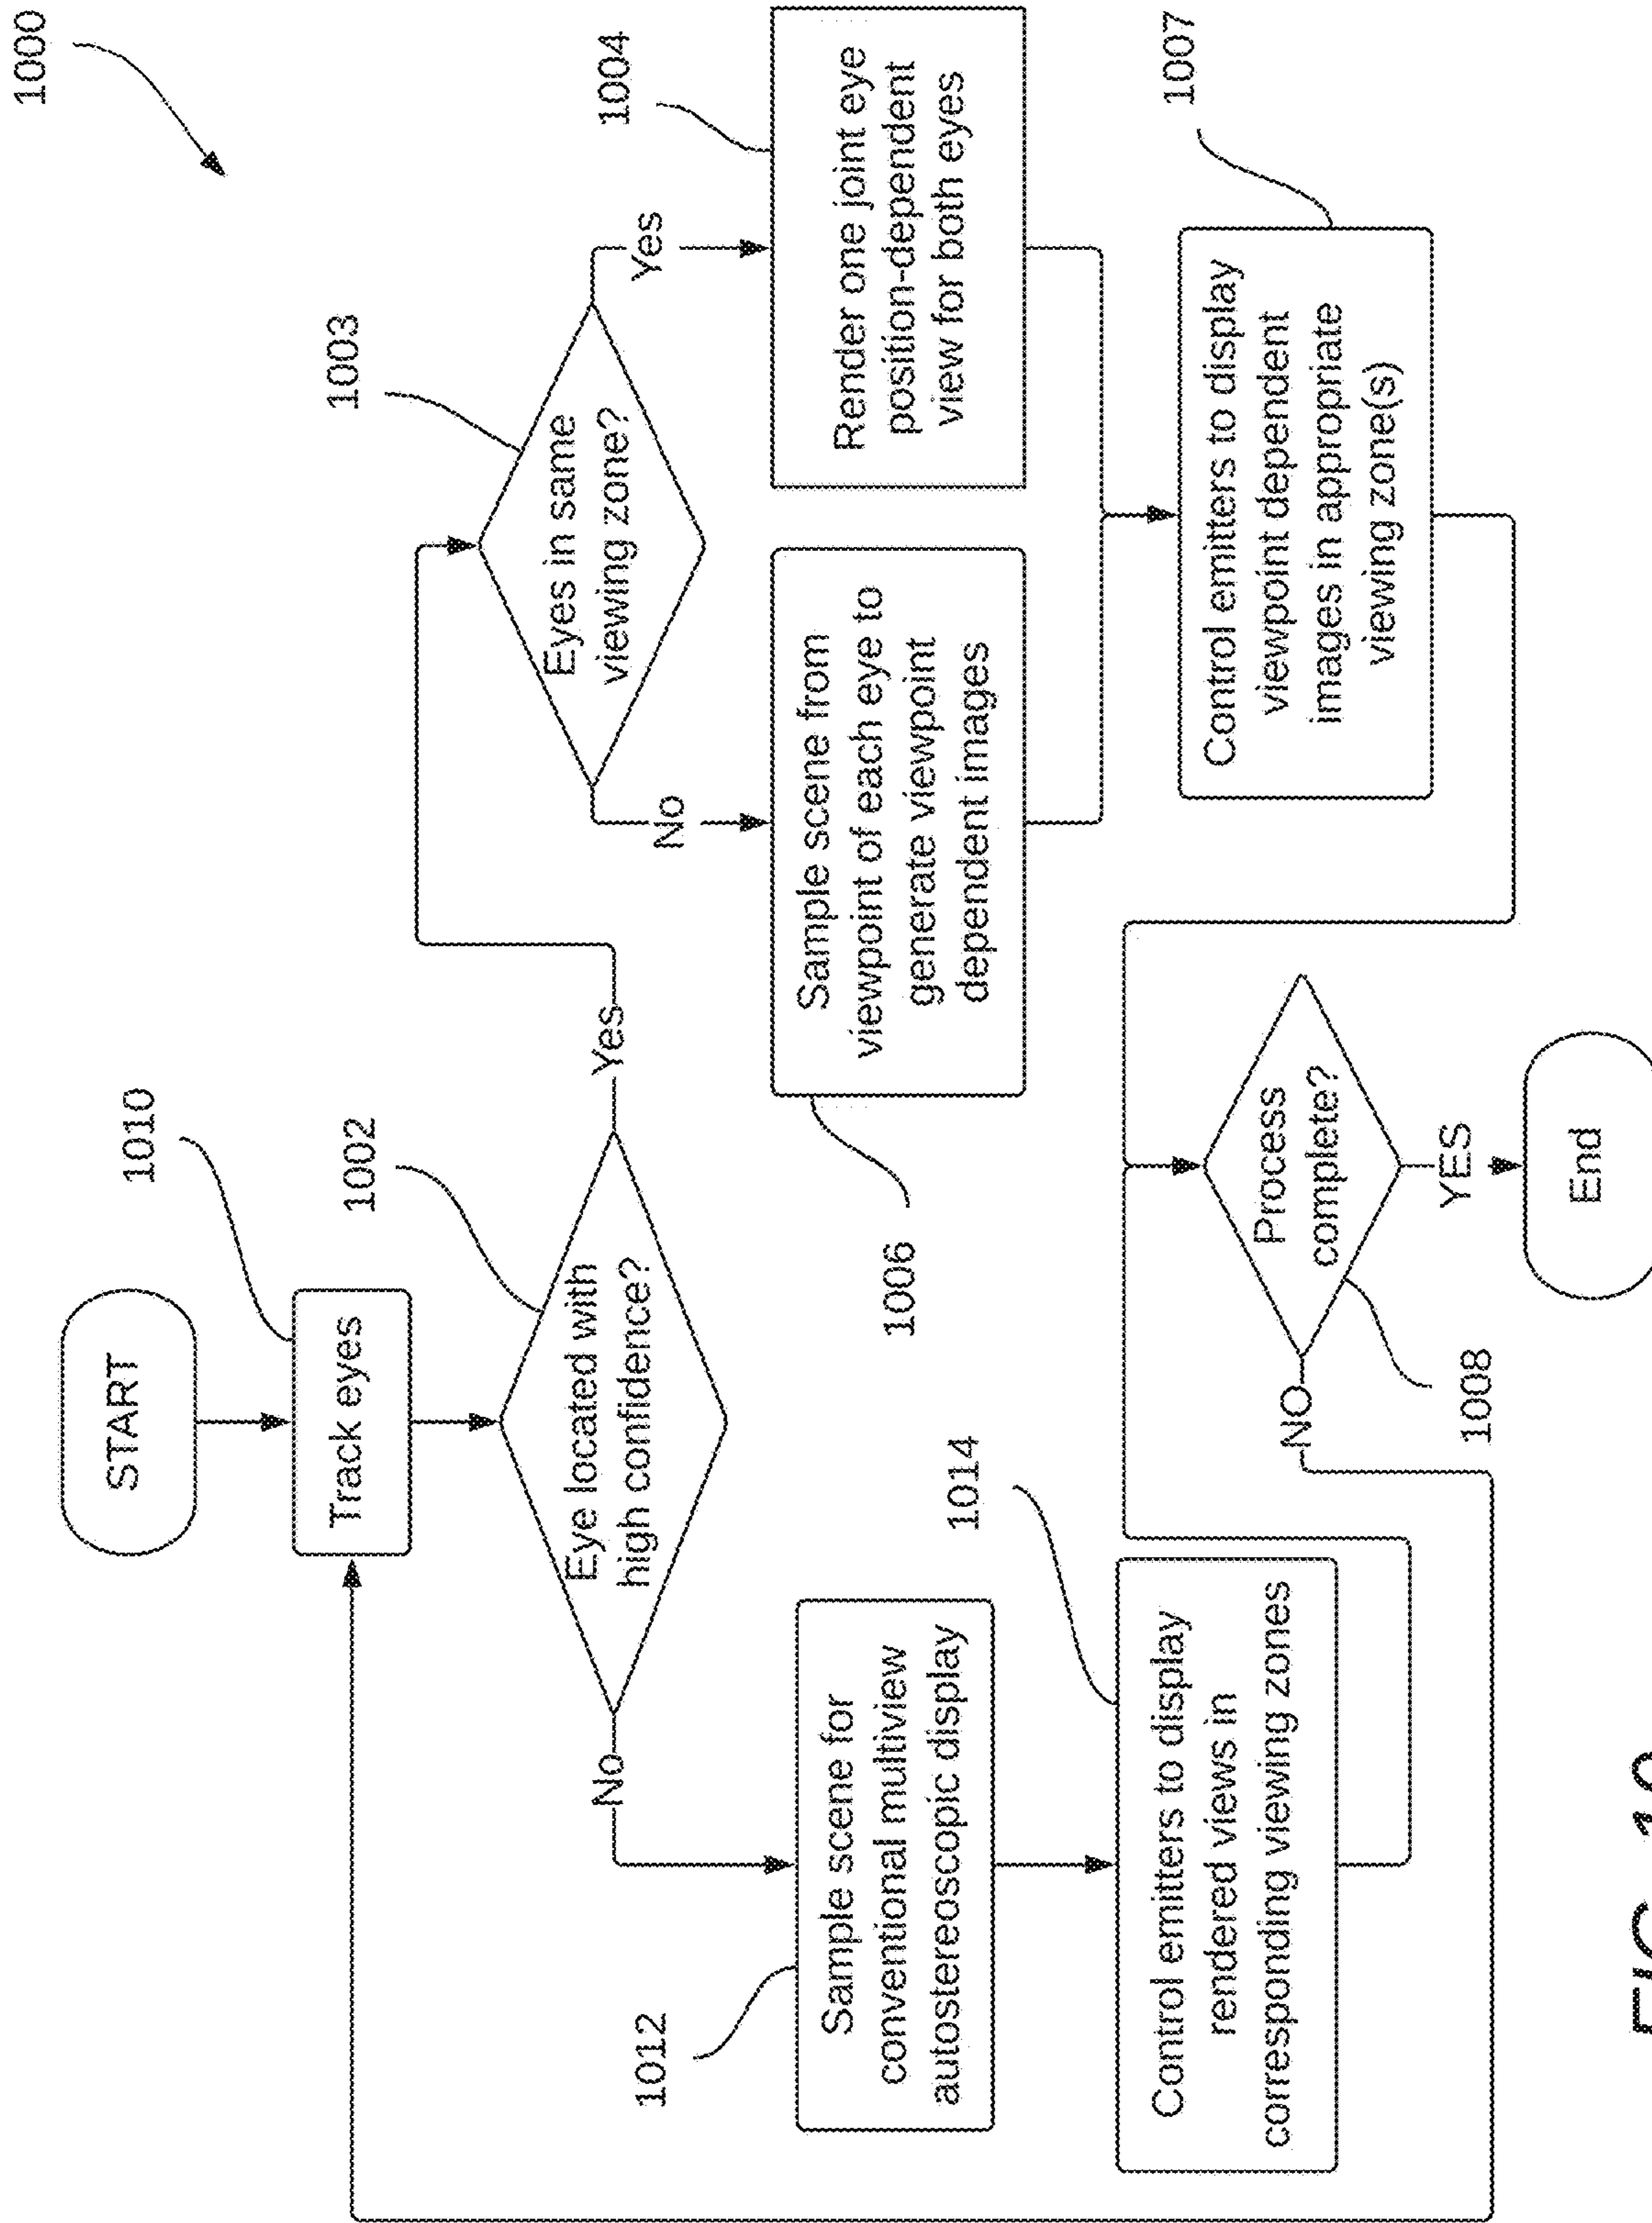 1000
START
1010
Track eyes
1002
Eye located with
high confidence?
Yes
No
1003
Eyes in same
viewing zone?
Yes
No
1004
Render one joint eye
position-dependent
view for both eyes
1006
Sample scene from
viewpoint of each eye to
generate viewpoint
dependent images
1007
Control emitters to display
viewpoint dependent
images in appropriate
viewing zone(s)
1012
Sample scene for
conventional multiview
autostereoscopic display
1014
Control emitters to display
rendered views in
corresponding viewing zones
1008
Process
complete?
NO
YES
End